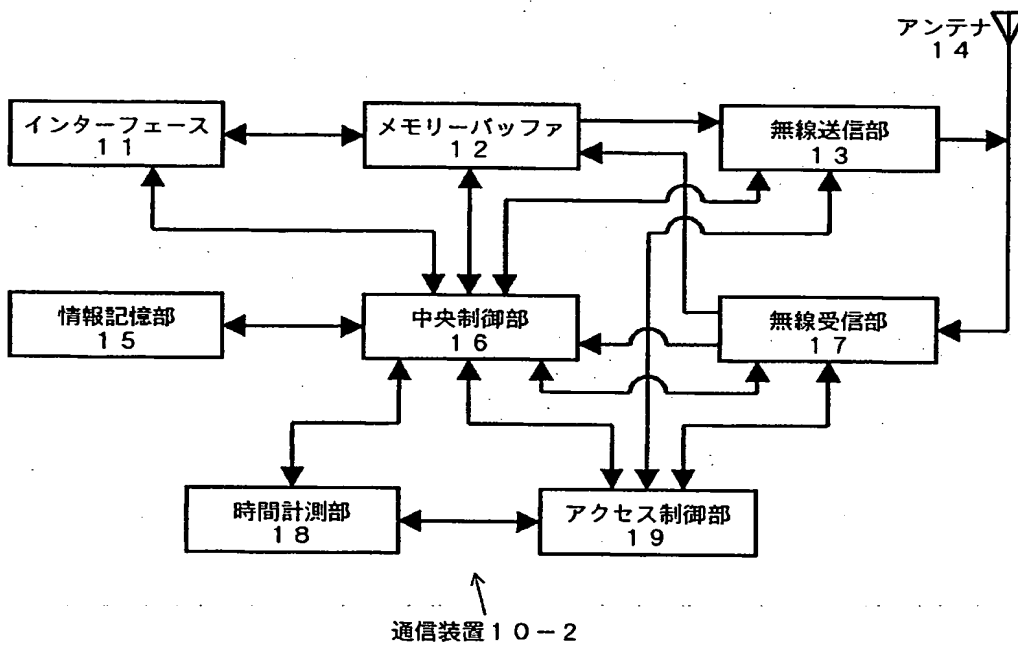 アンテナ
14
インターフェース
11
メモリーバッファ
12
無線送信部
13
情報記憶部
15
中央制御部
16
無線受信部
17
時間計測部
18
アクセス制御部
19
通信装置10-2